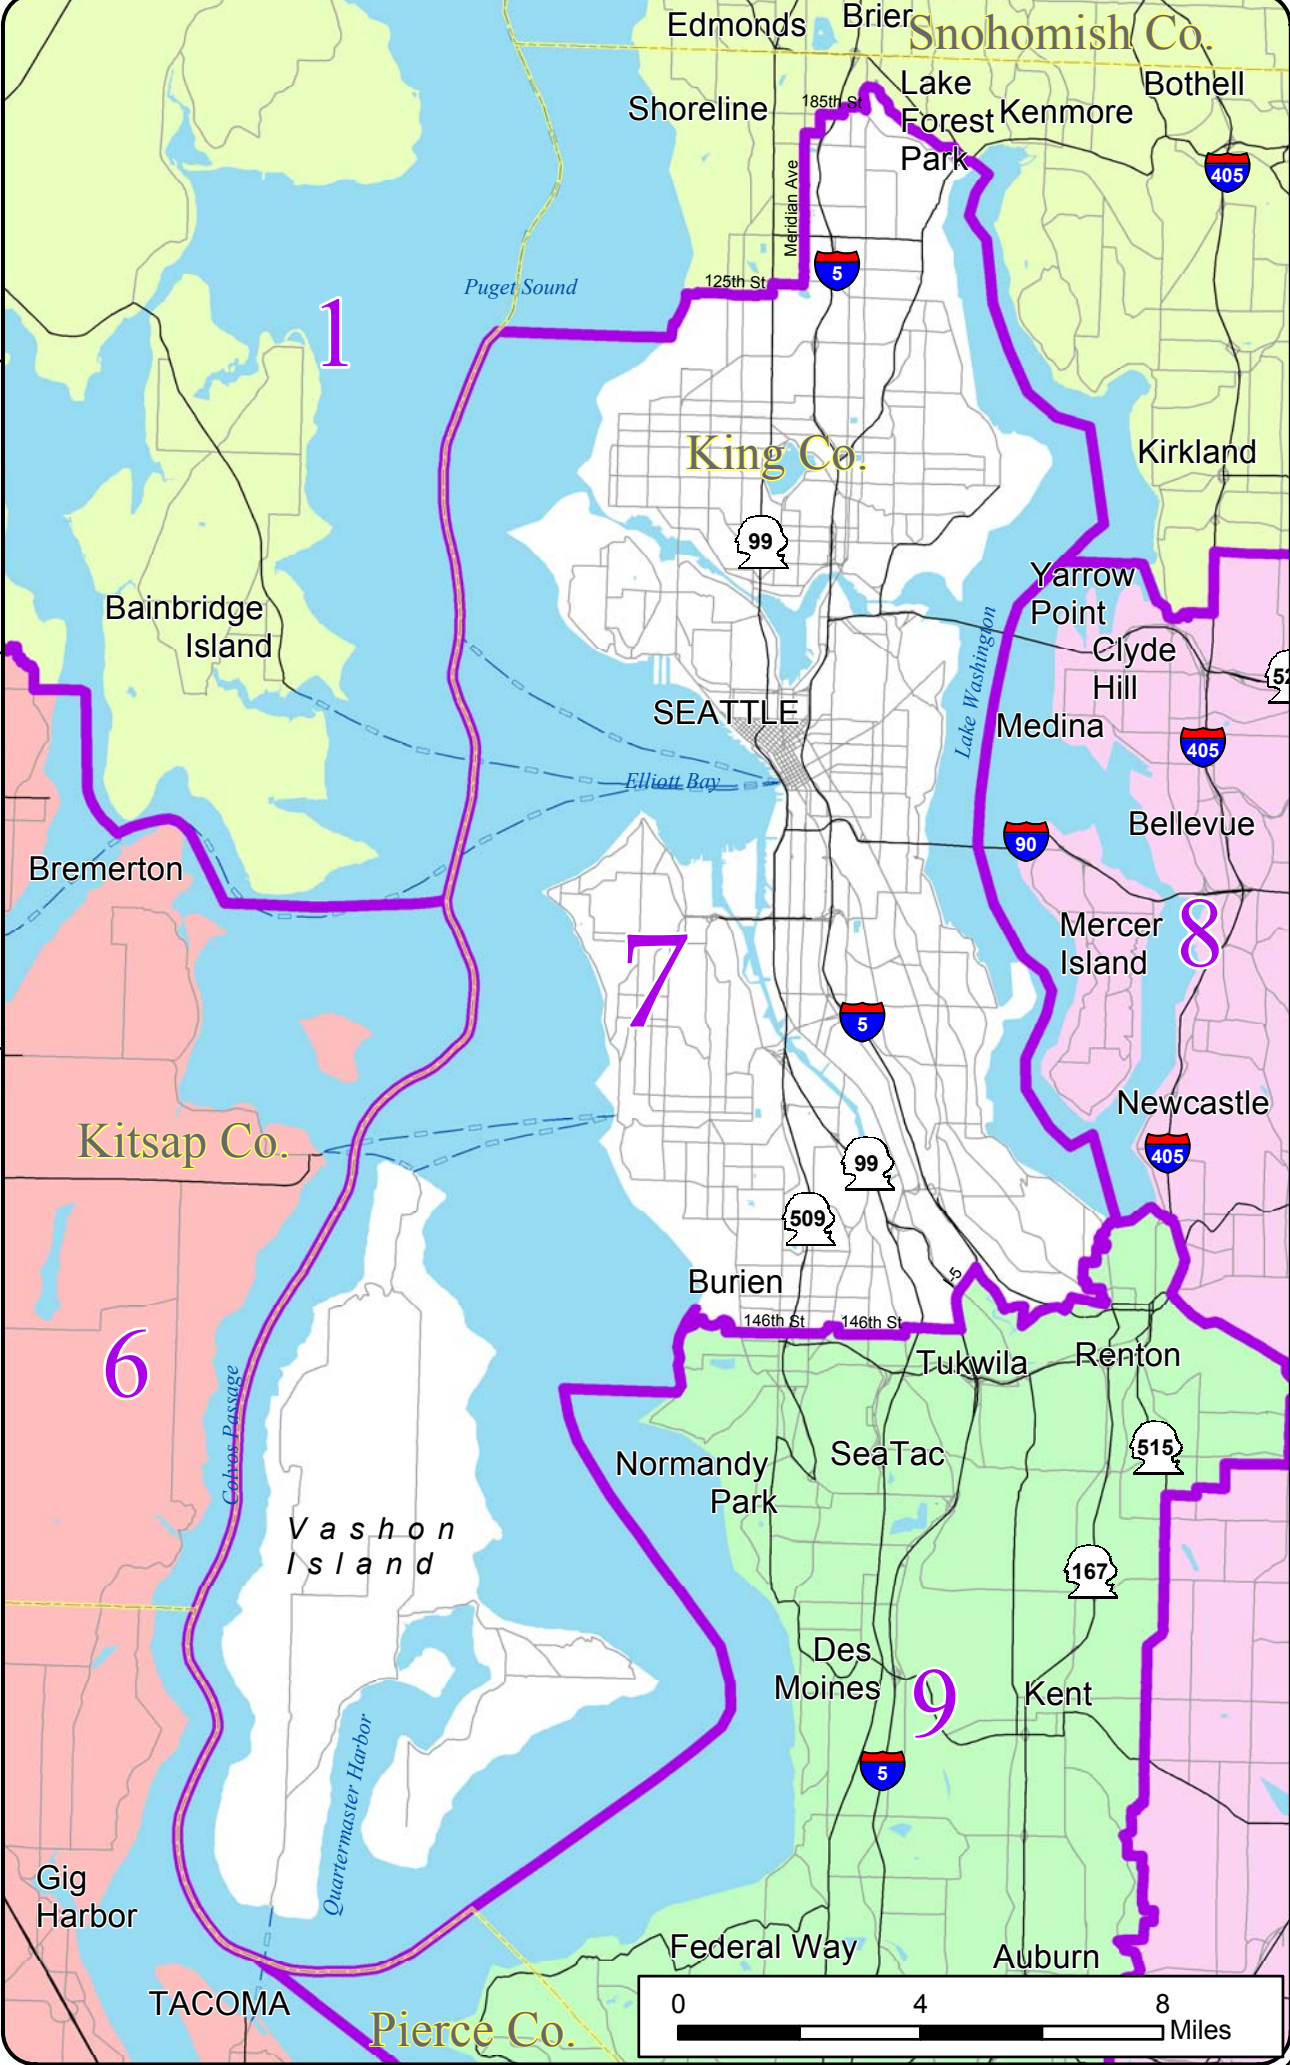 Edmonds
Brier
Snohomish Co.
Shoreline
185th St
Lake
Forest
Park
Kenmore
Bothell
405
Meridian Ave
5
125th St
Puget Sound
1
King Co.
Kirkland
99
Yarrow
Point
Bainbridge
Island
Clyde
Hill
Lake Washington
SEATTLE
Medina
405
Elliott Bay
Bellevue
90
Bremerton
7
Mercer
Island
8
5
Newcastle
Kitsap Co.
405
99
509
Burien
I-5
146th St
146th St
6
Tukwila
Renton
Colvos Passage
Normandy
Park
SeaTac
515
Vashon
Island
167
Des
Moines
9
Kent
Quartermaster Harbor
5
Gig
Harbor
Federal Way
Auburn
TACOMA
Pierce Co.
0 4 8
Miles